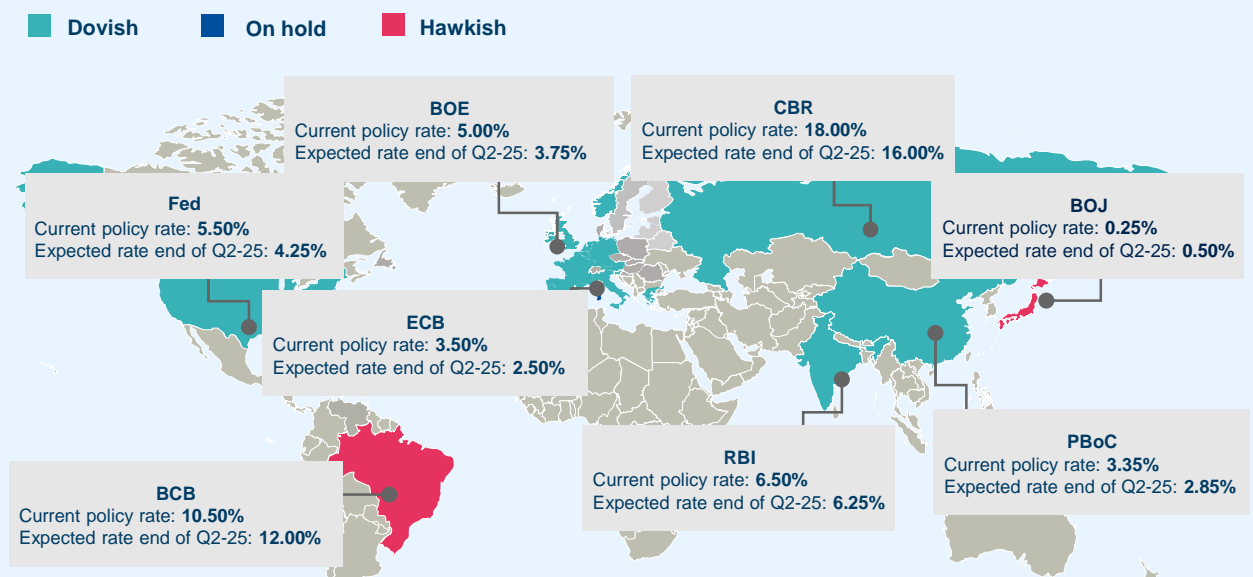 Dovish
On hold
Hawkish
BOE
Current policy rate: 5.00%
Expected rate end of Q2-25: 3.75%
CBR
Current policy rate: 18.00%
Expected rate end of Q2-25: 16.00%
Fed
Current policy rate: 5.50%
Expected rate end of Q2-25: 4.25%
BOJ
Current policy rate: 0.25%
Expected rate end of Q2-25: 0.50%
ECB
Current policy rate: 3.50%
Expected rate end of Q2-25: 2.50%
BCB
Current policy rate: 10.50%
Expected rate end of Q2-25: 12.00%
RBI
Current policy rate: 6.50%
Expected rate end of Q2-25: 6.25%
PBoC
Current policy rate: 3.35%
Expected rate end of Q2-25: 2.85%